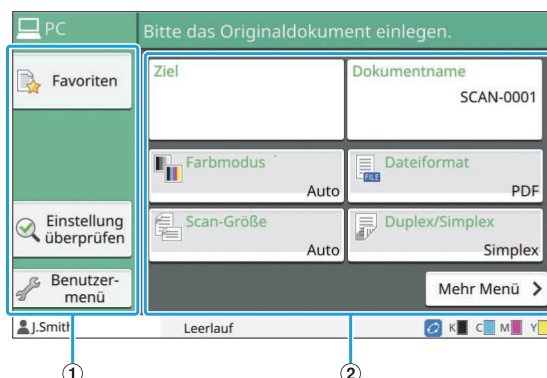 PC
Bitte das Originaldokument einlegen.
Favoriten
Einstellung
überprüfen
Benutzer-
menü
Ziel
Dokumentname
SCAN-0001
Farbmodus
Auto
FILE
Dateiformat
PDF
Scan-Größe
Auto
Duplex/Simplex
Simplex
Mehr Menü
J.Smith
Leerlauf
K C M Y
1
2